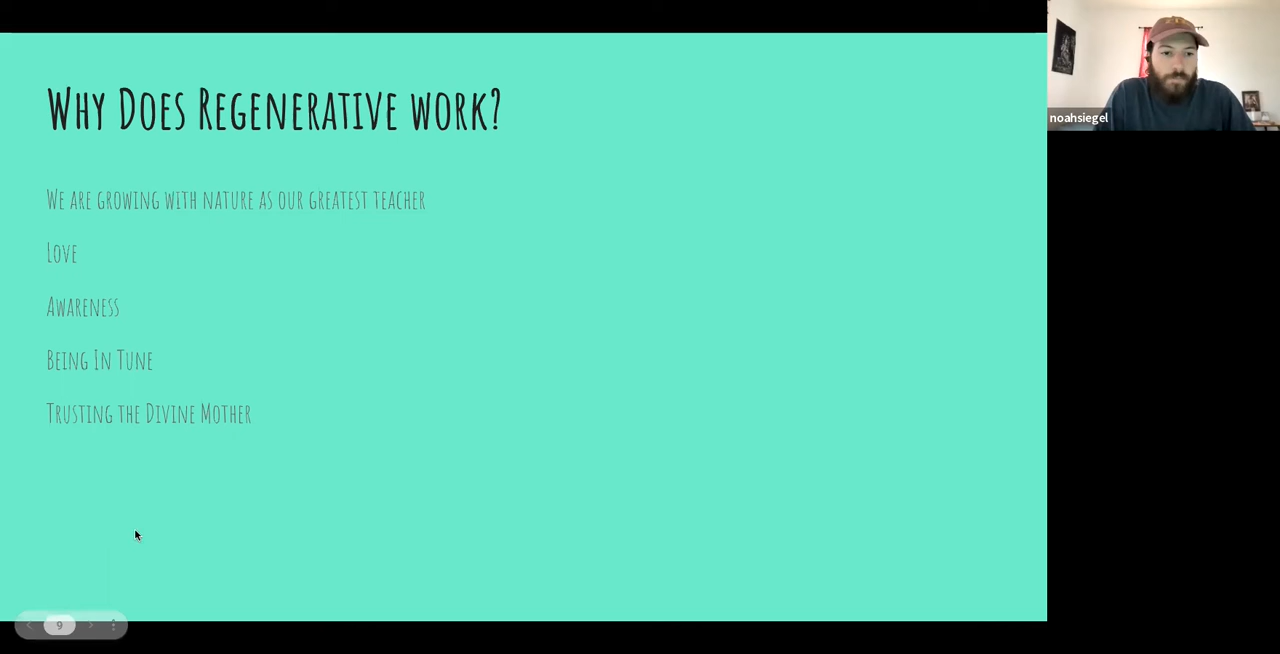 Why Does Regenerative work?
We are growing with nature as our greatest teacher
Love
Awareness
Being In Tune
Trusting the Divine Mother
9
noahsiegel